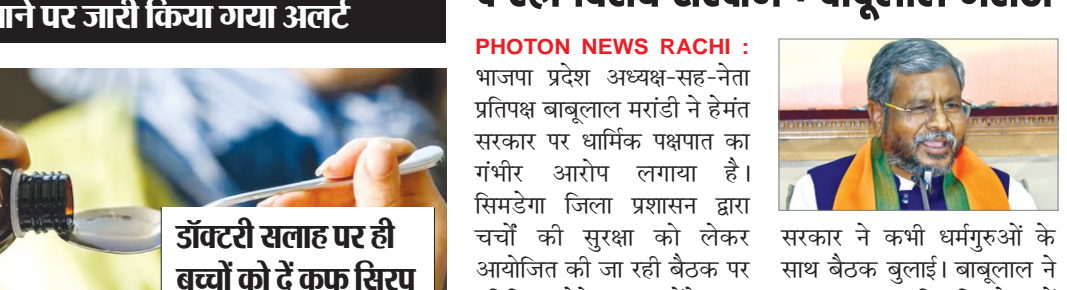 पर जारी किया गया अलर्ट
डॉक्टरी सलाह पर ही
बच्चों को दें कफ सिरप
बाबूलाल मरांडी
PHOTON NEWS RACHI :
भाजपा प्रदेश अध्यक्ष-सह-नेता
प्रतिपक्ष बाबूलाल मरांडी ने हेमंत
सरकार पर धार्मिक पक्षपात का
गंभीर आरोप लगाया है।
सिमडेगा जिला प्रशासन द्वारा
चर्चों की सुरक्षा को लेकर
आयोजित की जा रही बैठक पर
सरकार ने कभी धर्मगुरुओं के
साथ बैठक बुलाई। बाबूलाल ने